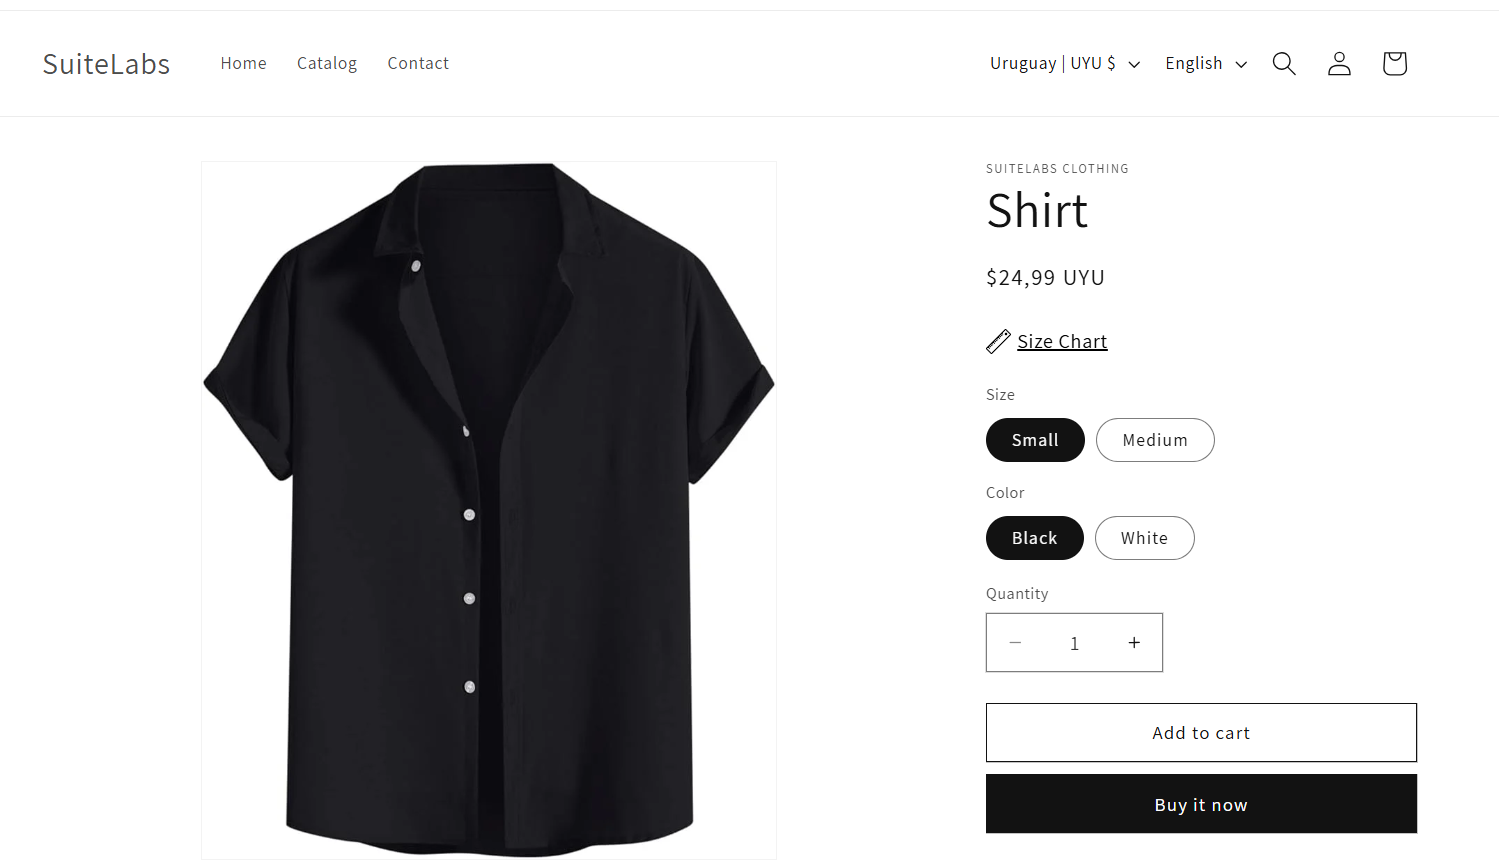 SuiteLabs
Home Catalog Contact
Uruguay | UYU $ English
SUITELABS CLOTHING
Shirt
$24,99 UYU
Size Chart
Size
Small Medium
Color
Black White
Quantity
− 1 +
Add to cart
Buy it now